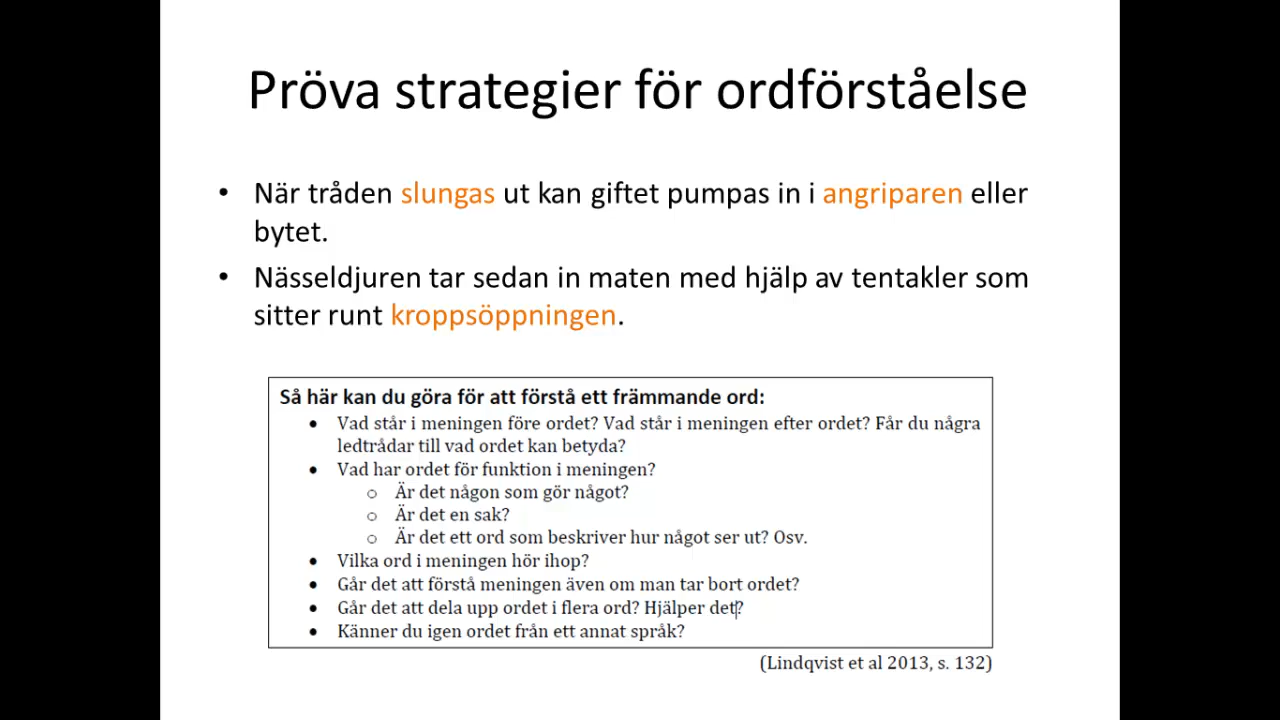 Pröva strategier för ordförståelse
• När tråden slungas ut kan giftet pumpas in i angriparen eller
bytet.
• Nässeldjuren tar sedan in maten med hjälp av tentakler som
sitter runt kroppsöppningen.
Så här kan du göra för att förstå ett främmande ord:
• Vad står i meningen före ordet? Vad står i meningen efter ordet? Får du några
ledtrådar till vad ordet kan betyda?
• Vad har ordet för funktion i meningen?
o Är det någon som gör något?
o Är det en sak?
o Är det ett ord som beskriver hur något ser ut? Osv.
• Vilka ord i meningen hör ihop?
• Går det att förstå meningen även om man tar bort ordet?
• Går det att dela upp ordet i flera ord? Hjälper det?
• Känner du igen ordet från ett annat språk?
(Lindqvist et al 2013, s. 132)